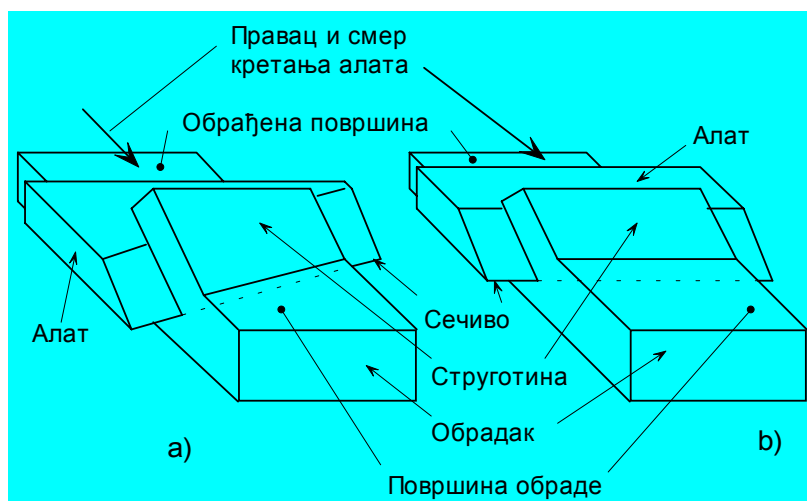 Правац и смер
кретања алата
Обрађена површина
Алат
Сечиво
Алат
Струготина
Обрадак
a)
b)
Површина обраде